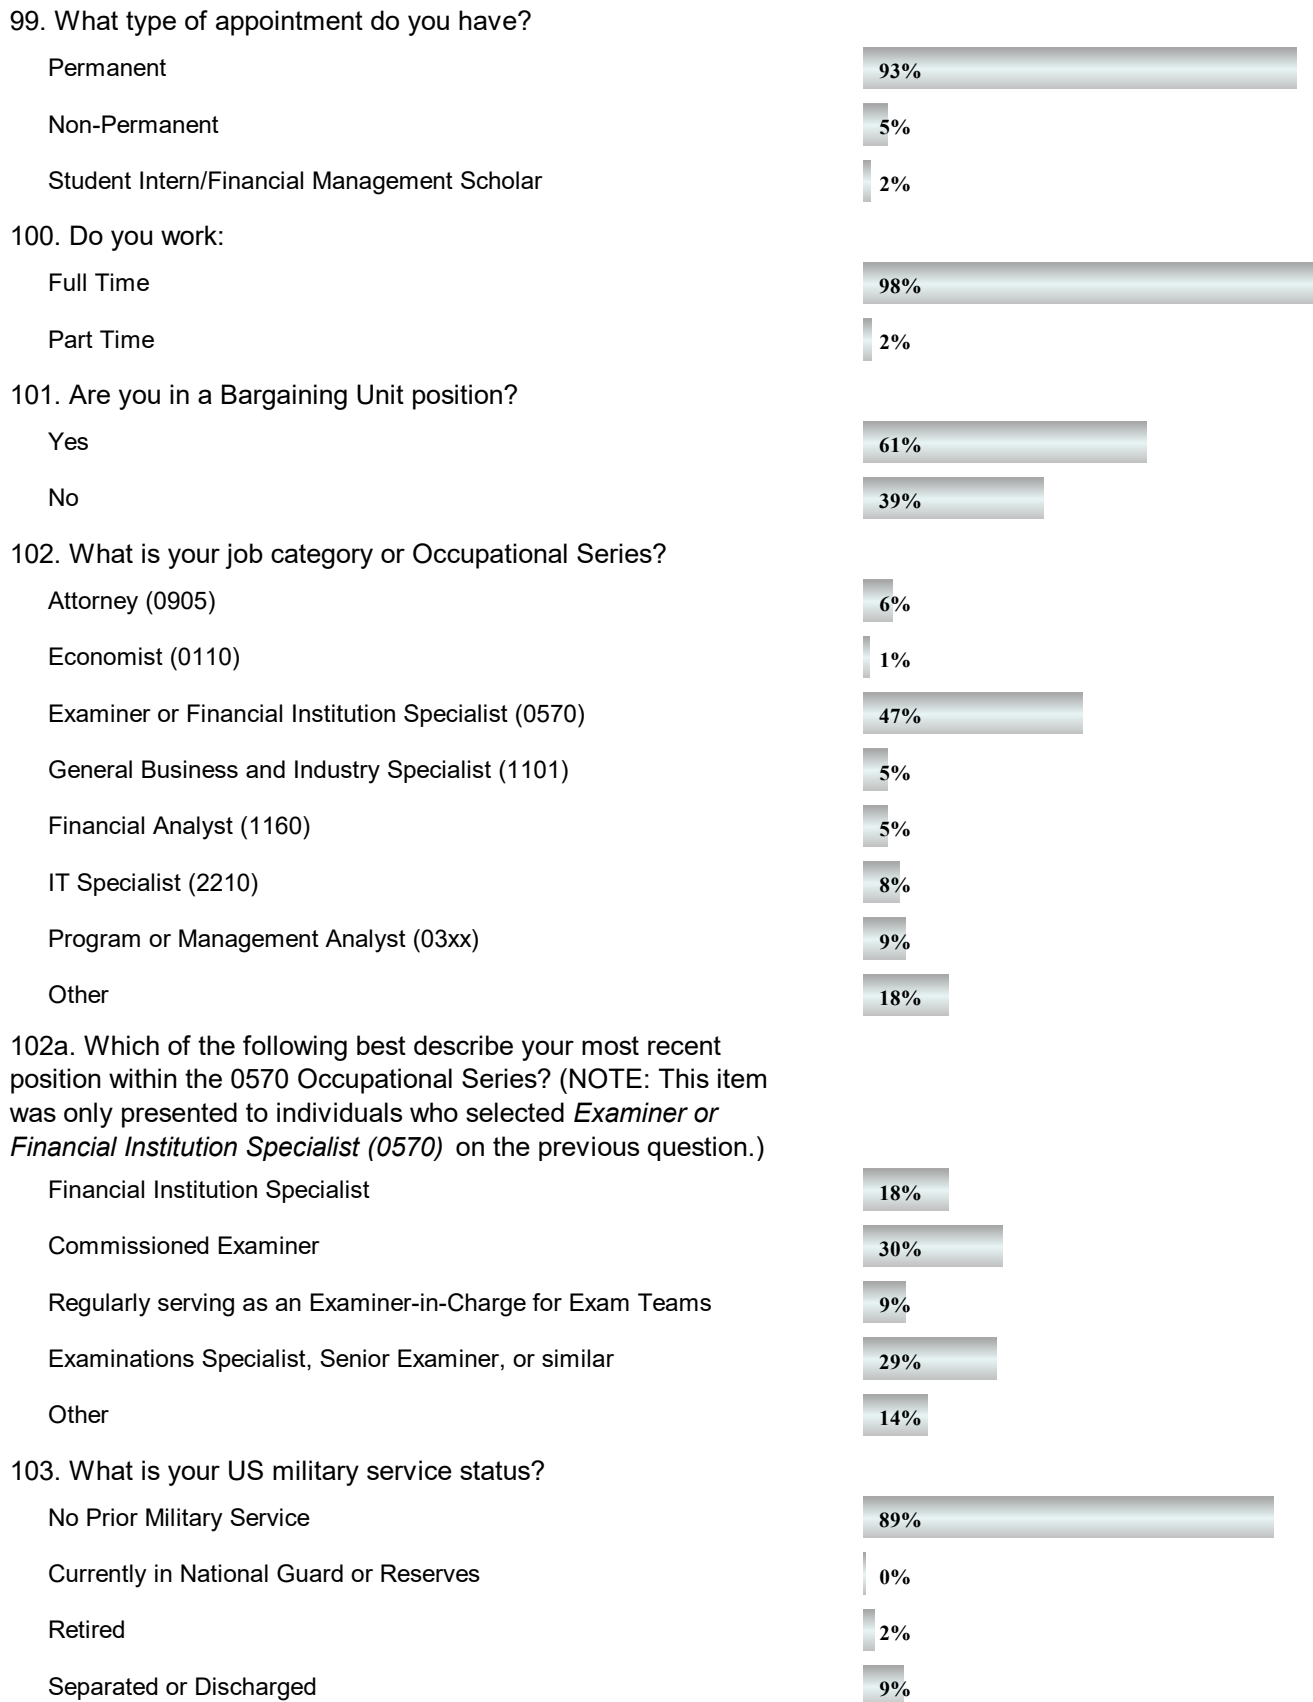 99. What type of appointment do you have?
Permanent 93%
Non-Permanent 5%
Student Intern/Financial Management Scholar 2%
100. Do you work:
Full Time 98%
Part Time 2%
101. Are you in a Bargaining Unit position?
Yes 61%
No 39%
102. What is your job category or Occupational Series?
Attorney (0905) 6%
Economist (0110) 1%
Examiner or Financial Institution Specialist (0570) 47%
General Business and Industry Specialist (1101) 5%
Financial Analyst (1160) 5%
IT Specialist (2210) 8%
Program or Management Analyst (03xx) 9%
Other 18%
102a. Which of the following best describe your most recent
position within the 0570 Occupational Series? (NOTE: This item
was only presented to individuals who selected Examiner or
Financial Institution Specialist (0570) on the previous question.)
Financial Institution Specialist 18%
Commissioned Examiner 30%
Regularly serving as an Examiner-in-Charge for Exam Teams 9%
Examinations Specialist, Senior Examiner, or similar 29%
Other 14%
103. What is your US military service status?
No Prior Military Service 89%
Currently in National Guard or Reserves 0%
Retired 2%
Separated or Discharged 9%